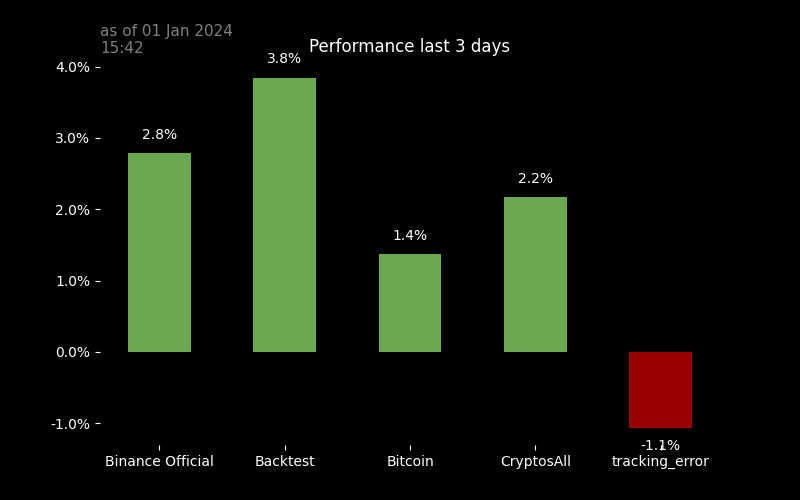 as of 01 Jan 2024
15:42
Performance last 3 days
4.0%
3.0%
2.0%
1.0%
0.0%
-1.0%
2.8%
3.8%
1.4%
2.2%
-1.1%
Binance Official
Backtest
Bitcoin
CryptosAll
tracking_error